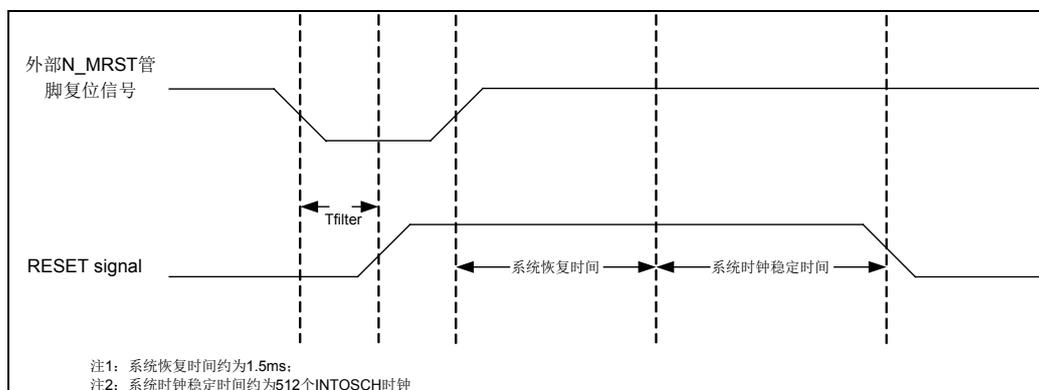 外部N_MRST管
脚复位信号
Tfilter
RESET signal
系统恢复时间
系统时钟稳定时间
注1：系统恢复时间约为1.5ms；
注2：系统时钟稳定时间约为512个INTOSCH时钟